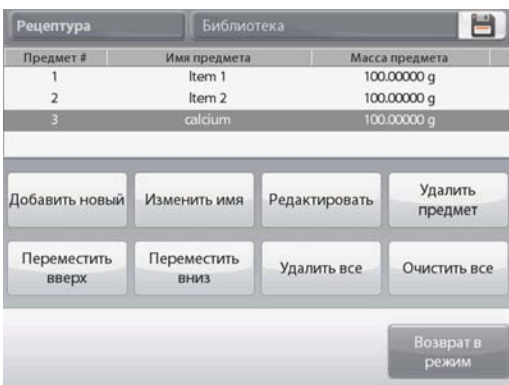 Рецептура Библиотека
Предмет # Имя предмета Масса предмета
1 Item 1 100.00000 g
2 Item 2 100.00000 g
3 calcium 100.00000 g
Добавить новый Изменить имя Редактировать Удалить предмет
Переместить вверх Переместить вниз Удалить все Очистить все
Возврат в режим